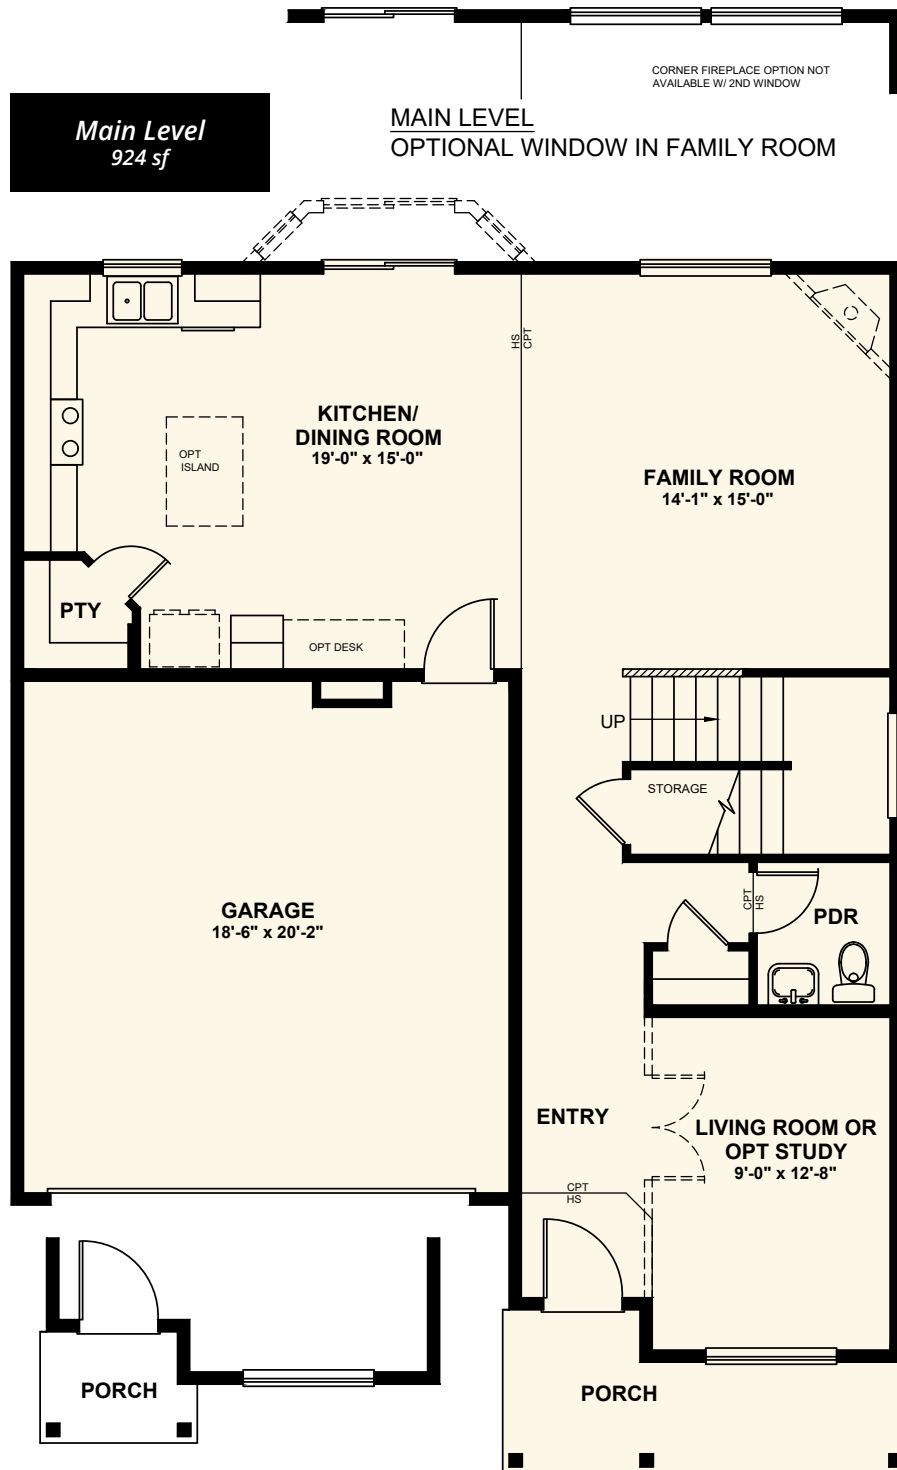 CORNER FIREPLACE OPTION NOT
AVAILABLE W/ 2ND WINDOW
MAIN LEVEL
OPTIONAL WINDOW IN FAMILY ROOM
Main Level
924 sf
HS
CPT
KITCHEN/
DINING ROOM
19'-0" x 15'-0"
OPT
ISLAND
FAMILY ROOM
14'-1" x 15'-0"
PTY
OPT DESK
UP
STORAGE
GARAGE
18'-6" x 20'-2"
CPT
HS
PDR
ENTRY
LIVING ROOM OR
OPT STUDY
9'-0" x 12'-8"
CPT
HS
PORCH
PORCH